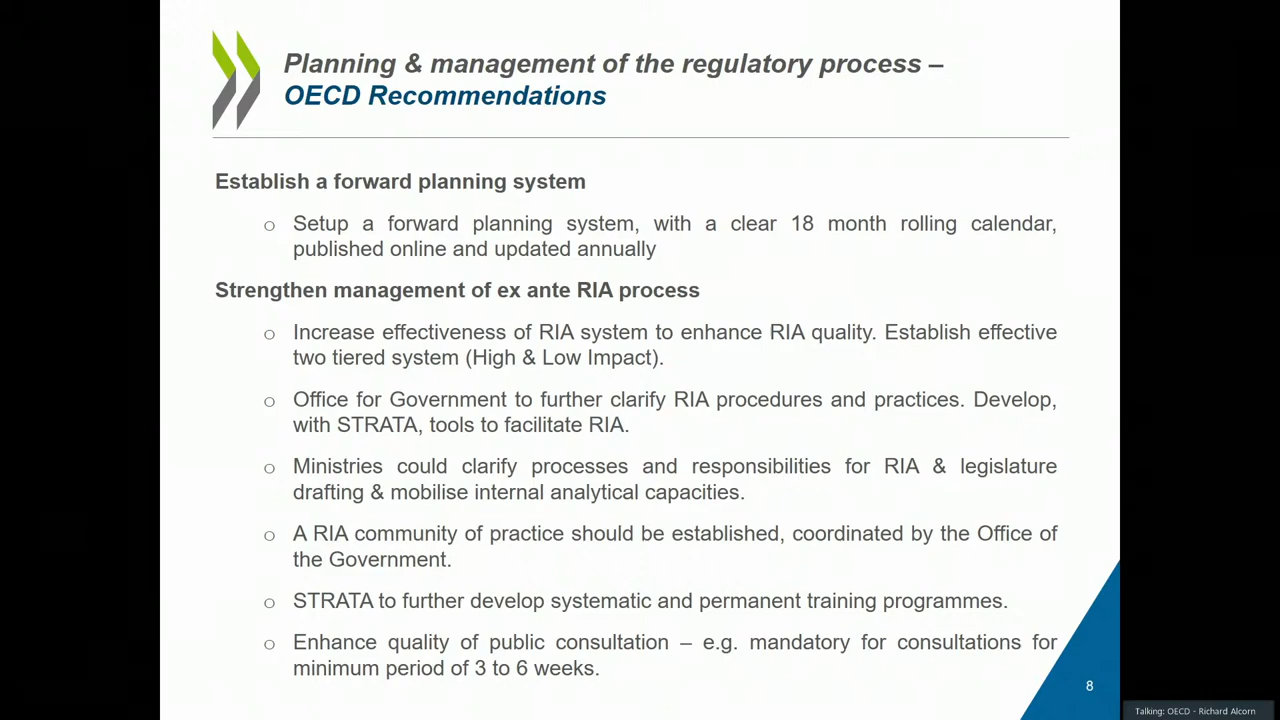 Planning & management of the regulatory process –
OECD Recommendations
Establish a forward planning system
o Setup a forward planning system, with a clear 18 month rolling calendar,
published online and updated annually
Strengthen management of ex ante RIA process
o Increase effectiveness of RIA system to enhance RIA quality. Establish effective
two tiered system (High & Low Impact).
o Office for Government to further clarify RIA procedures and practices. Develop,
with STRATA, tools to facilitate RIA.
o Ministries could clarify processes and responsibilities for RIA & legislature
drafting & mobilise internal analytical capacities.
o A RIA community of practice should be established, coordinated by the Office of
the Government.
o STRATA to further develop systematic and permanent training programmes.
o Enhance quality of public consultation – e.g. mandatory for consultations for
minimum period of 3 to 6 weeks.
8
Talking: OECD - Richard Alcorn